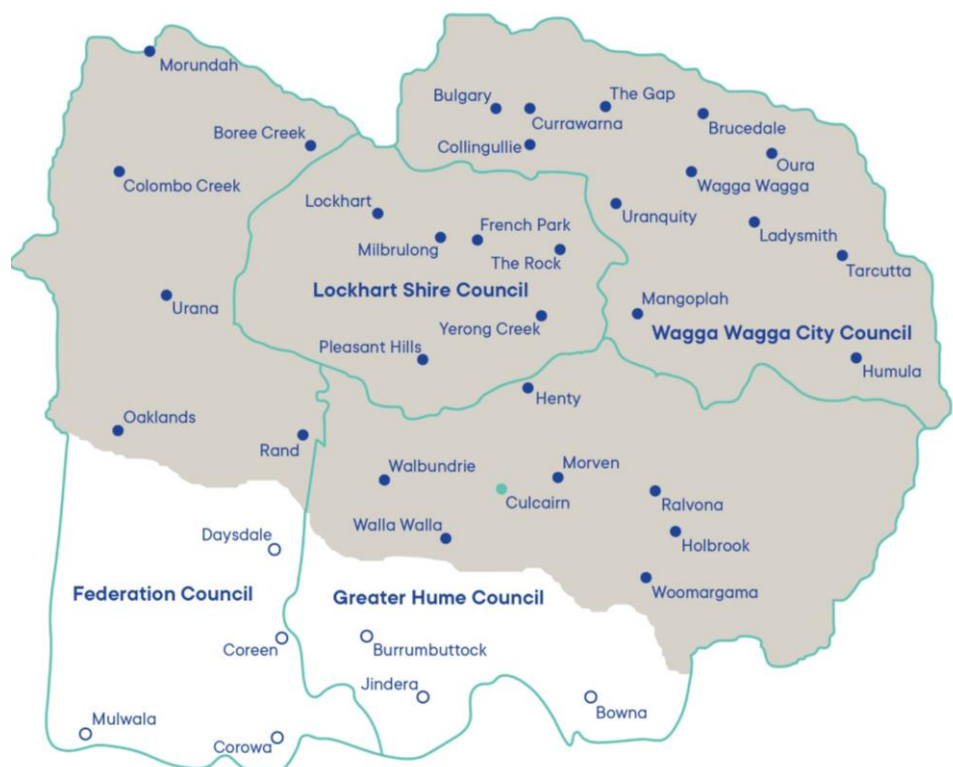 Morundah
Bulgary
The Gap
Currawarna
Brucedale
Boree Creek
Collingullie
Oura
Colombo Creek
Wagga Wagga
Lockhart
French Park
Uranquity
Ladysmith
Milbrulong
The Rock
Tarcutta
Lockhart Shire Council
Urana
Mangoplah
Yerong Creek
Wagga Wagga City Council
Pleasant Hills
Humula
Henty
Oaklands
Rand
Walbundrie
Morven
Culcairn
Ralvona
Walla Walla
Daysdale
Holbrook
Federation Council
Greater Hume Council
Woomargama
Coreen
Burrumbuttock
Jindera
Bowna
Mulwala
Corowa